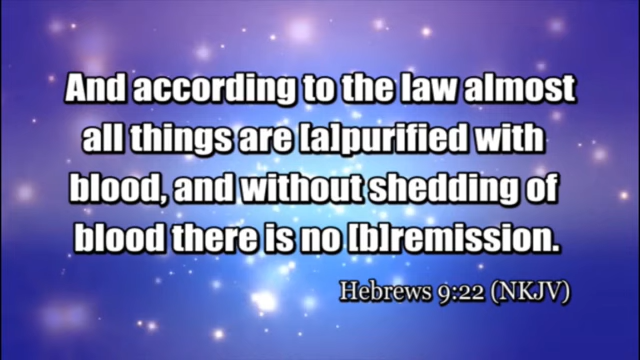 And according to the law almost
all things are [a]purified with
blood, and without shedding of
blood there is no [b]remission.
Hebrews 9:22 (NKJV)